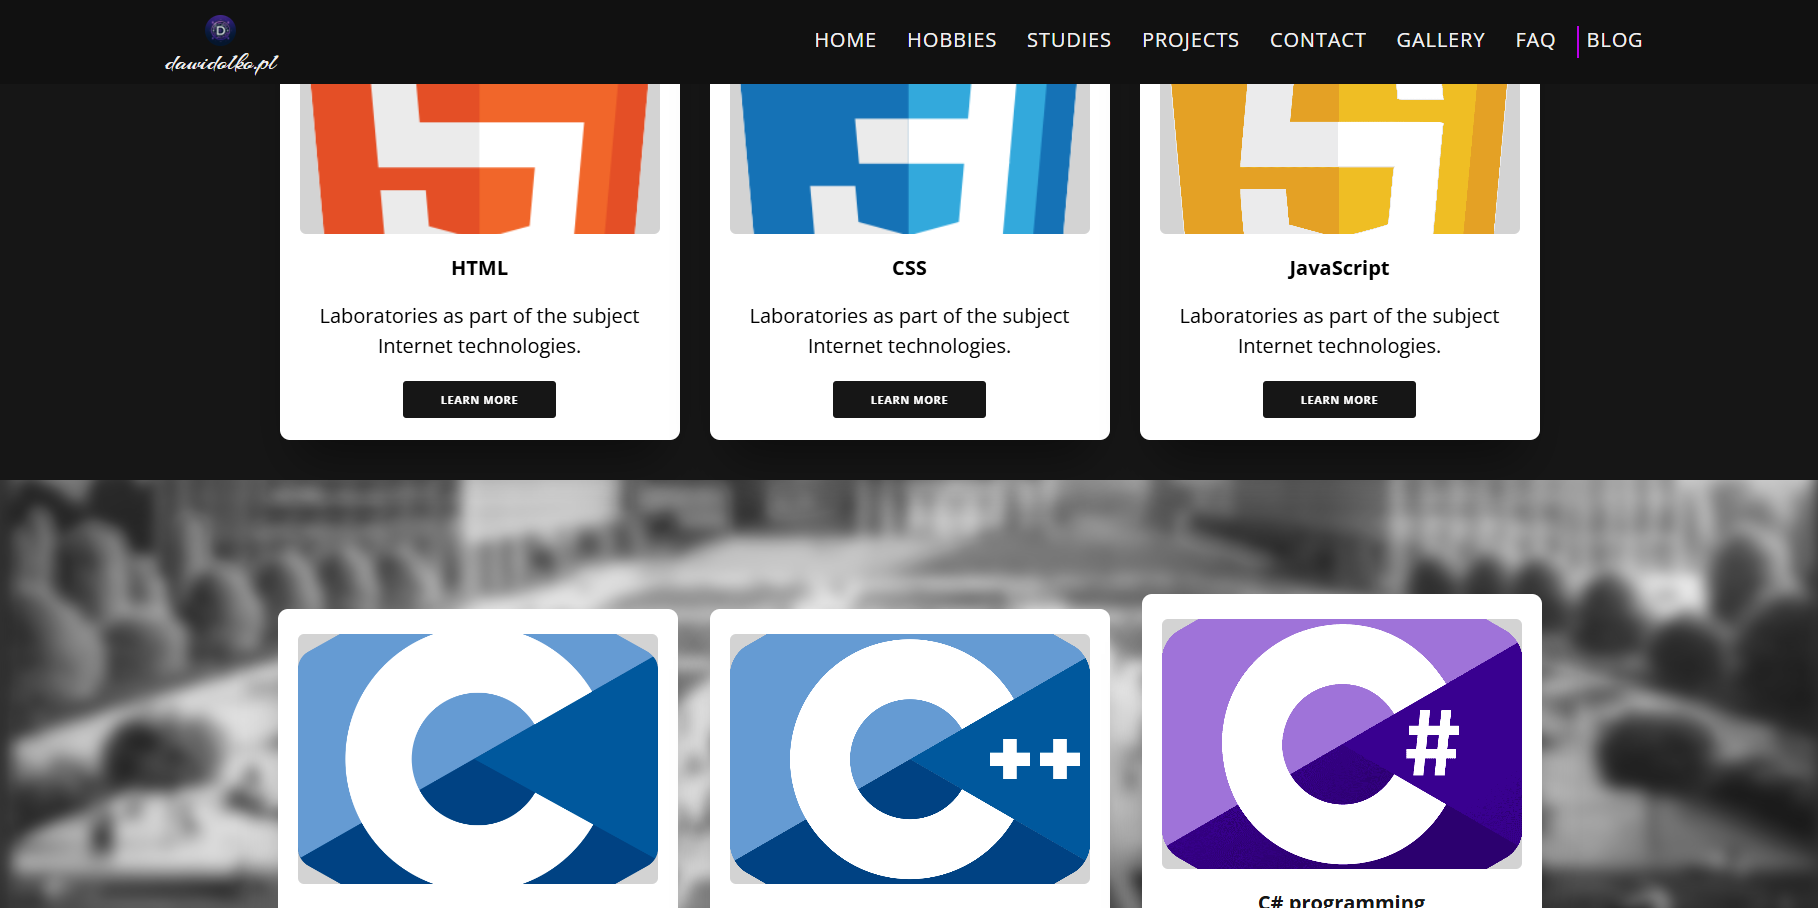 D
dawidolko.pl
HOME HOBBIES STUDIES PROJECTS CONTACT GALLERY FAQ BLOG
HTML
Laboratories as part of the subject
Internet technologies.
LEARN MORE
CSS
Laboratories as part of the subject
Internet technologies.
LEARN MORE
JavaScript
Laboratories as part of the subject
Internet technologies.
LEARN MORE
C
C++
C#
C# programming